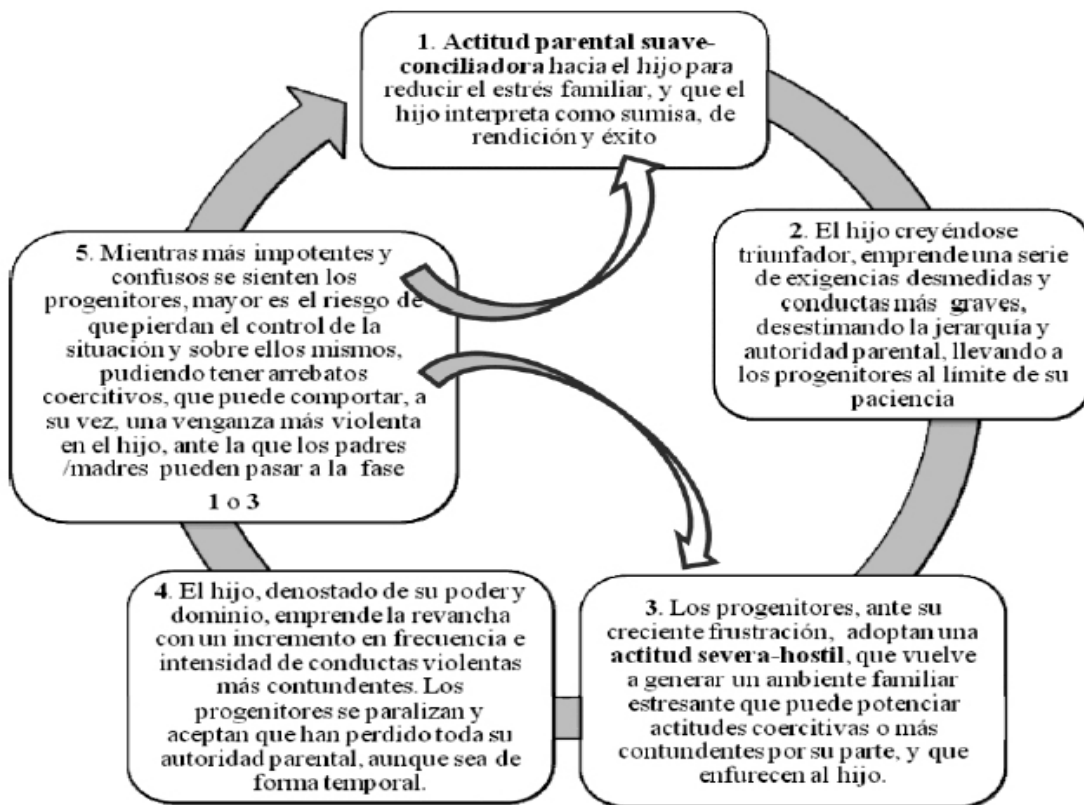 1. Actitud parental suave-
conciliadora hacia el hijo para
reducir el estrés familiar, y que el
hijo interpreta como sumisa, de
rendición y éxito
2. El hijo creyéndose
triunfador, emprende una serie
de exigencias desmedidas y
conductas más graves,
desestimando la jerarquía y
autoridad parental, llevando a
los progenitores al límite de su
paciencia
3. Los progenitores, ante su
creciente frustración, adoptan una
actitud severa-hostil, que vuelve
a generar un ambiente familiar
estresante que puede potenciar
actitudes coercitivas o más
contundentes por su parte, y que
enfurecen al hijo.
4. El hijo, denostado de su poder y
dominio, emprende la revancha
con un incremento en frecuencia e
intensidad de conductas violentas
más contundentes. Los
progenitores se paralizan y
aceptan que han perdido toda su
autoridad parental, aunque sea de
forma temporal.
5. Mientras más impotentes y
confusos se sienten los
progenitores, mayor es el riesgo de
que pierdan el control de la
situación y sobre ellos mismos,
pudiendo tener arrebatos
coercitivos, que puede comportar, a
su vez, una venganza más violenta
en el hijo, ante la que los padres
/madres pueden pasar a la fase
1 o 3